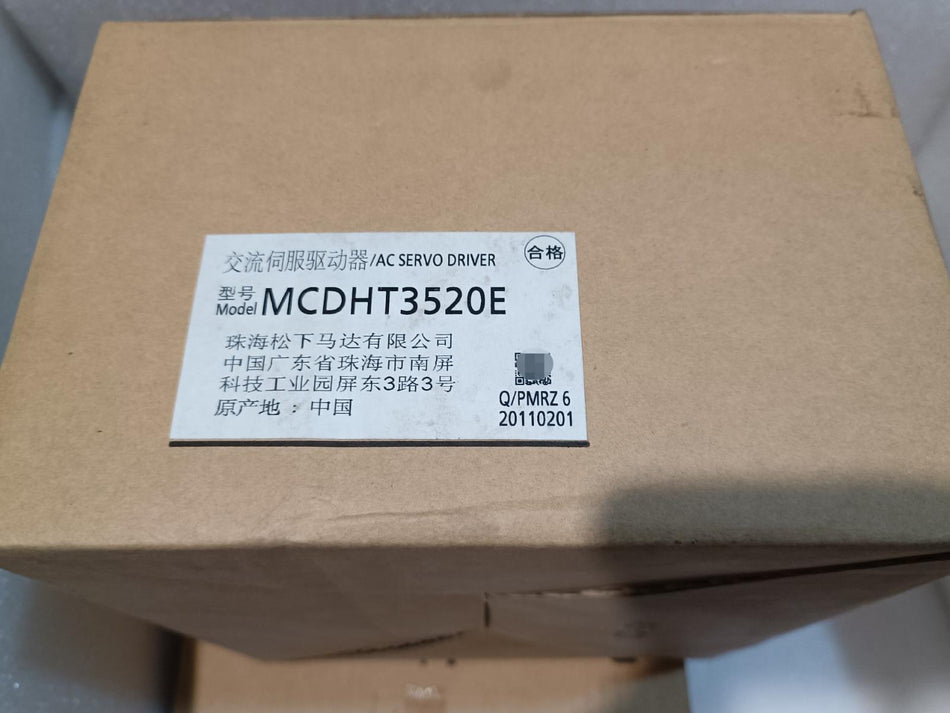 交流伺服驱动器/AC SERVO DRIVER
合格
型号
Model MCDHT3520E
珠海松下马达有限公司
中国广东省珠海市南屏
科技工业园屏东3路3号
原产地：中国
Q/PMRZ 6
20110201